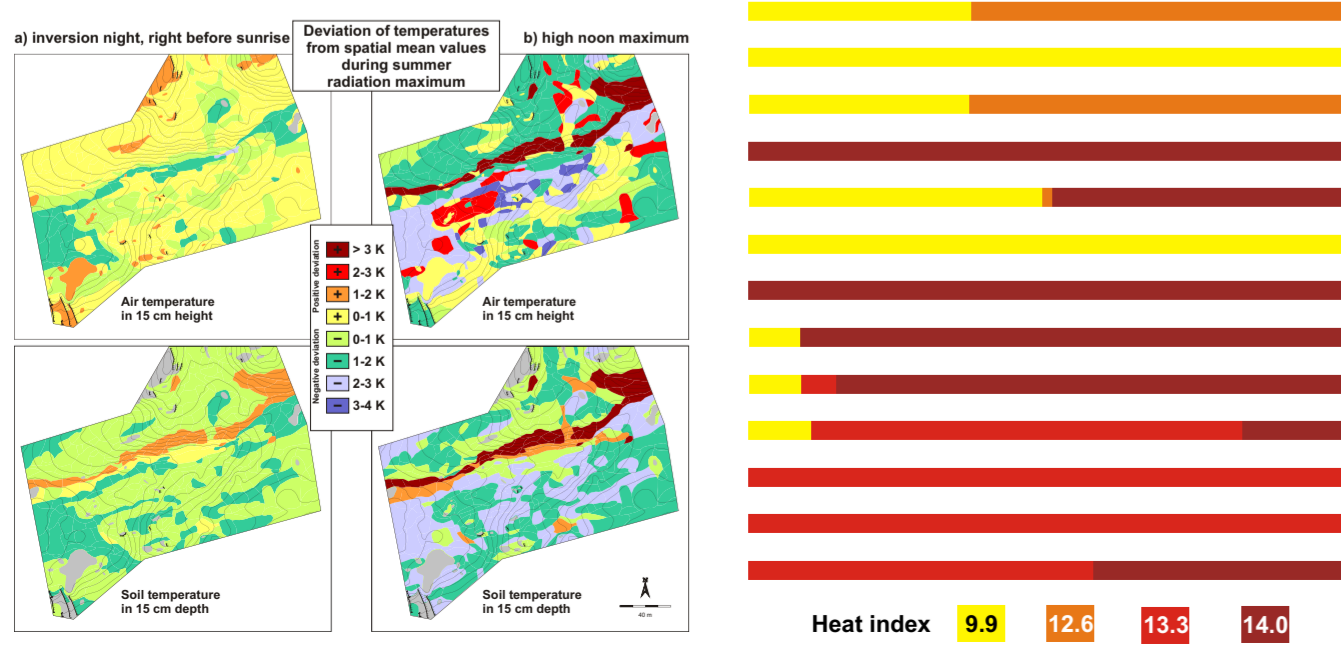 a) inversion night, right before sunrise
Deviation of temperatures
from spatial mean values
during summer
radiation maximum
b) high noon maximum
Air temperature
in 15 cm height
Air temperature
in 15 cm height
Positive deviation
Negative deviation
+ > 3 K
+ 2-3 K
+ 1-2 K
+ 0-1 K
− 0-1 K
− 1-2 K
− 2-3 K
− 3-4 K
Soil temperature
in 15 cm depth
Soil temperature
in 15 cm depth
N
40 m
Heat index 9.9 12.6 13.3 14.0